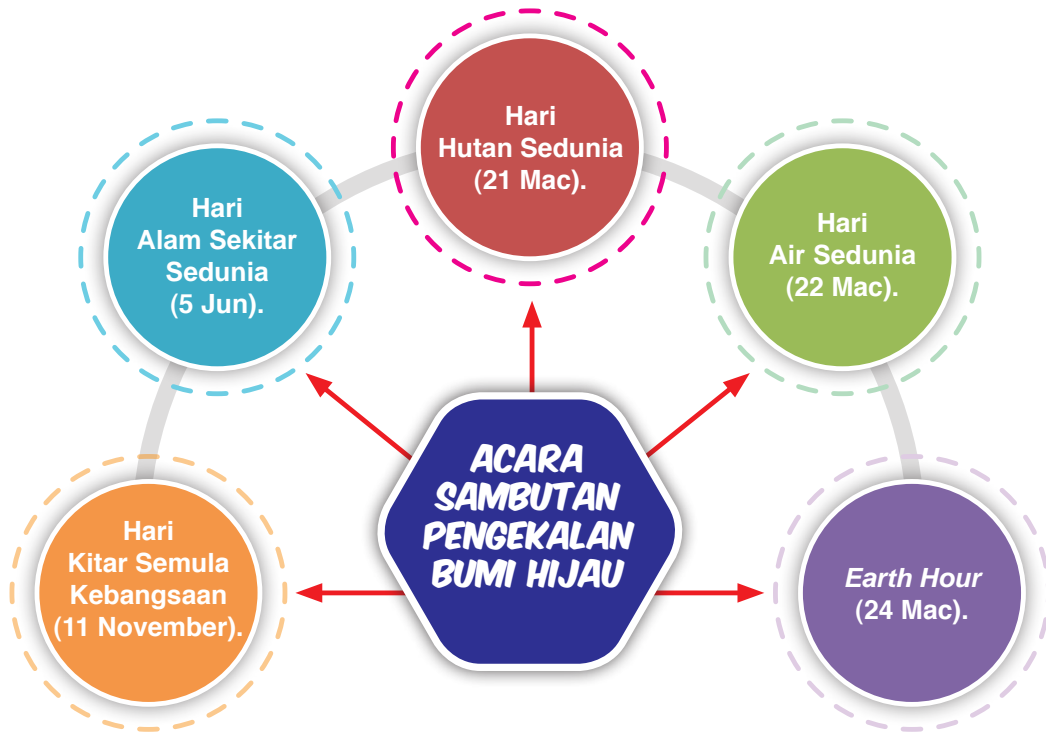 Hari
Hutan Sedunia
(21 Mac).
Hari
Alam Sekitar
Sedunia
(5 Jun).
Hari
Air Sedunia
(22 Mac).
ACARA
SAMBUTAN
PENGEKALAN
BUMI HIJAU
Hari
Kitar Semula
Kebangsaan
(11 November).
Earth Hour
(24 Mac).